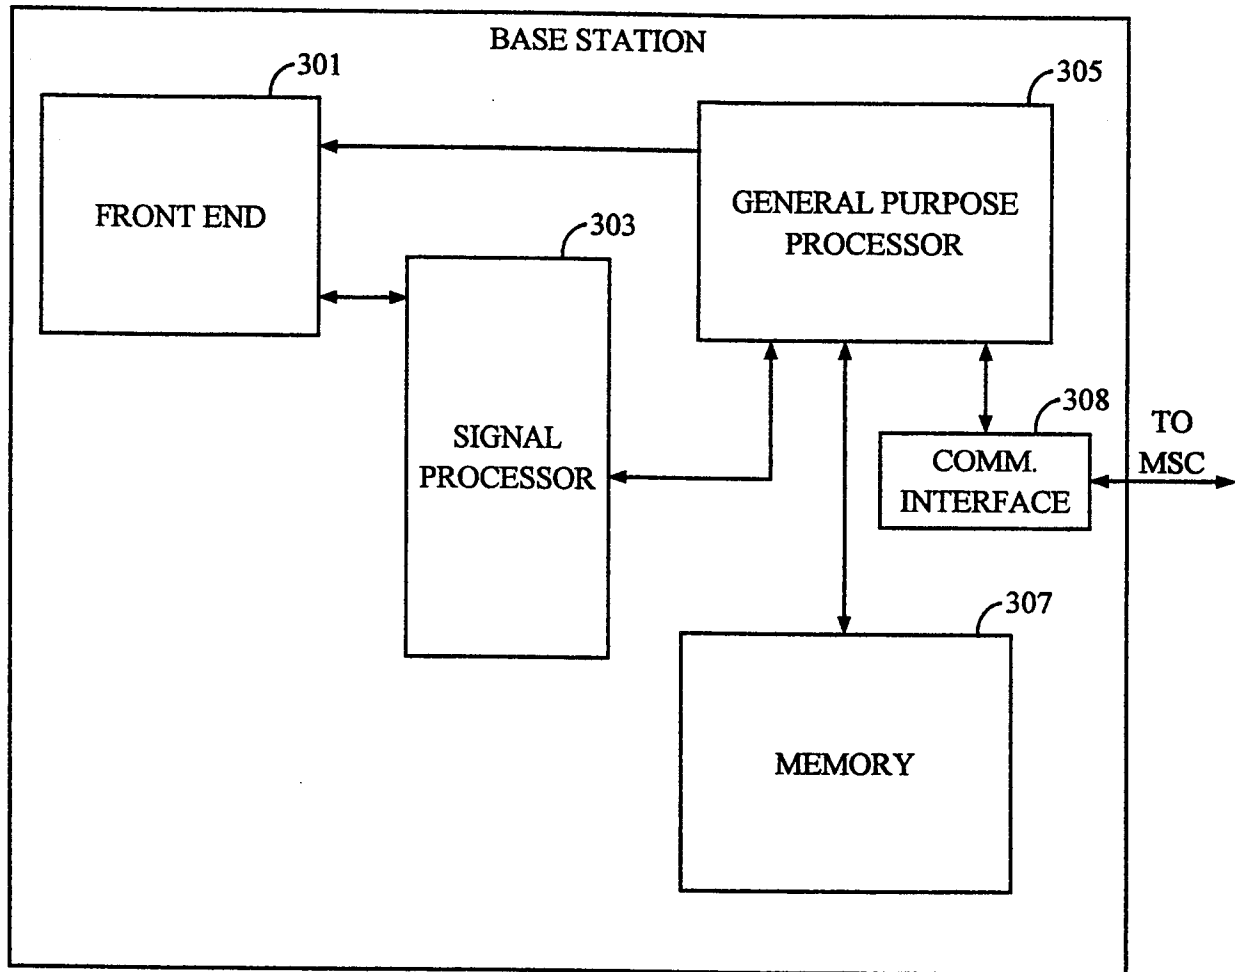 BASE STATION
301
305
FRONT END
GENERAL PURPOSE
PROCESSOR
303
SIGNAL
PROCESSOR
308
COMM.
INTERFACE
TO
MSC
307
MEMORY